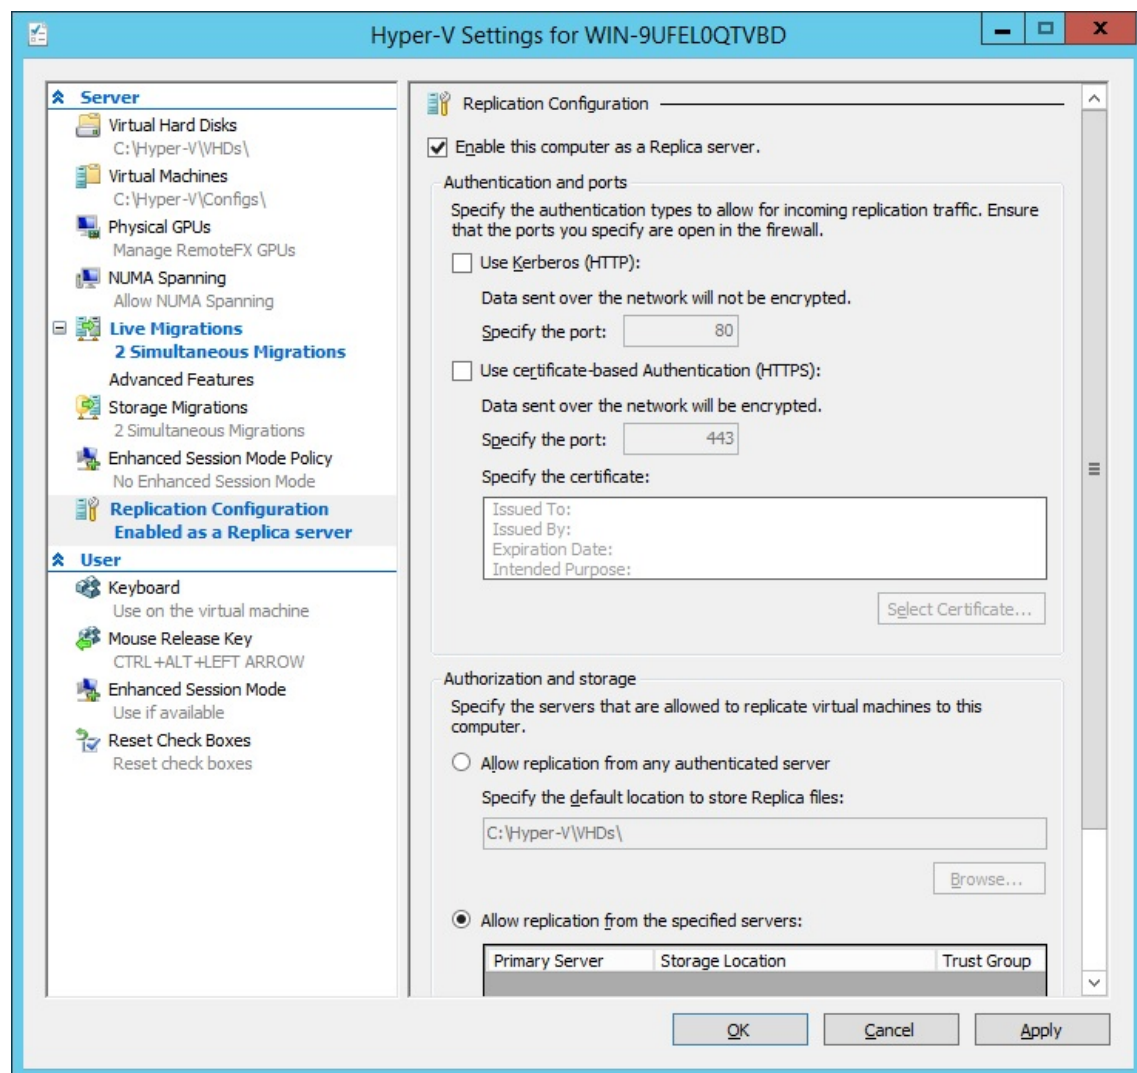 Hyper-V Settings for WIN-9UFEL0QTVBD
Server
Virtual Hard Disks
C:\Hyper-V\VHDs\
Virtual Machines
C:\Hyper-V\Configs\
Physical GPUs
Manage RemoteFX GPUs
NUMA Spanning
Allow NUMA Spanning
Live Migrations
2 Simultaneous Migrations
Advanced Features
Storage Migrations
2 Simultaneous Migrations
Enhanced Session Mode Policy
No Enhanced Session Mode
Replication Configuration
Enabled as a Replica server
User
Keyboard
Use on the virtual machine
Mouse Release Key
CTRL+ALT+LEFT ARROW
Enhanced Session Mode
Use if available
Reset Check Boxes
Reset check boxes
Replication Configuration
Enable this computer as a Replica server.
Authentication and ports
Specify the authentication types to allow for incoming replication traffic. Ensure
that the ports you specify are open in the firewall.
Use Kerberos (HTTP):
Data sent over the network will not be encrypted.
Specify the port: 80
Use certificate-based Authentication (HTTPS):
Data sent over the network will be encrypted.
Specify the port: 443
Specify the certificate:
Issued To:
Issued By:
Expiration Date:
Intended Purpose:
Select Certificate...
Authorization and storage
Specify the servers that are allowed to replicate virtual machines to this
computer.
Allow replication from any authenticated server
Specify the default location to store Replica files:
C:\Hyper-V\VHDs\
Browse...
Allow replication from the specified servers:
Primary Server Storage Location Trust Group
OK Cancel Apply